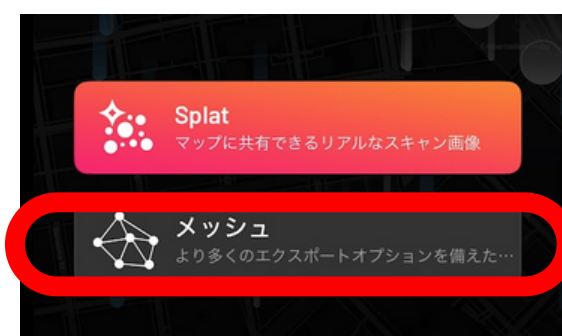 Splat
マップに共有できるリアルなスキャン画像
メッシュ
より多くのエクスポートオプションを備えた…